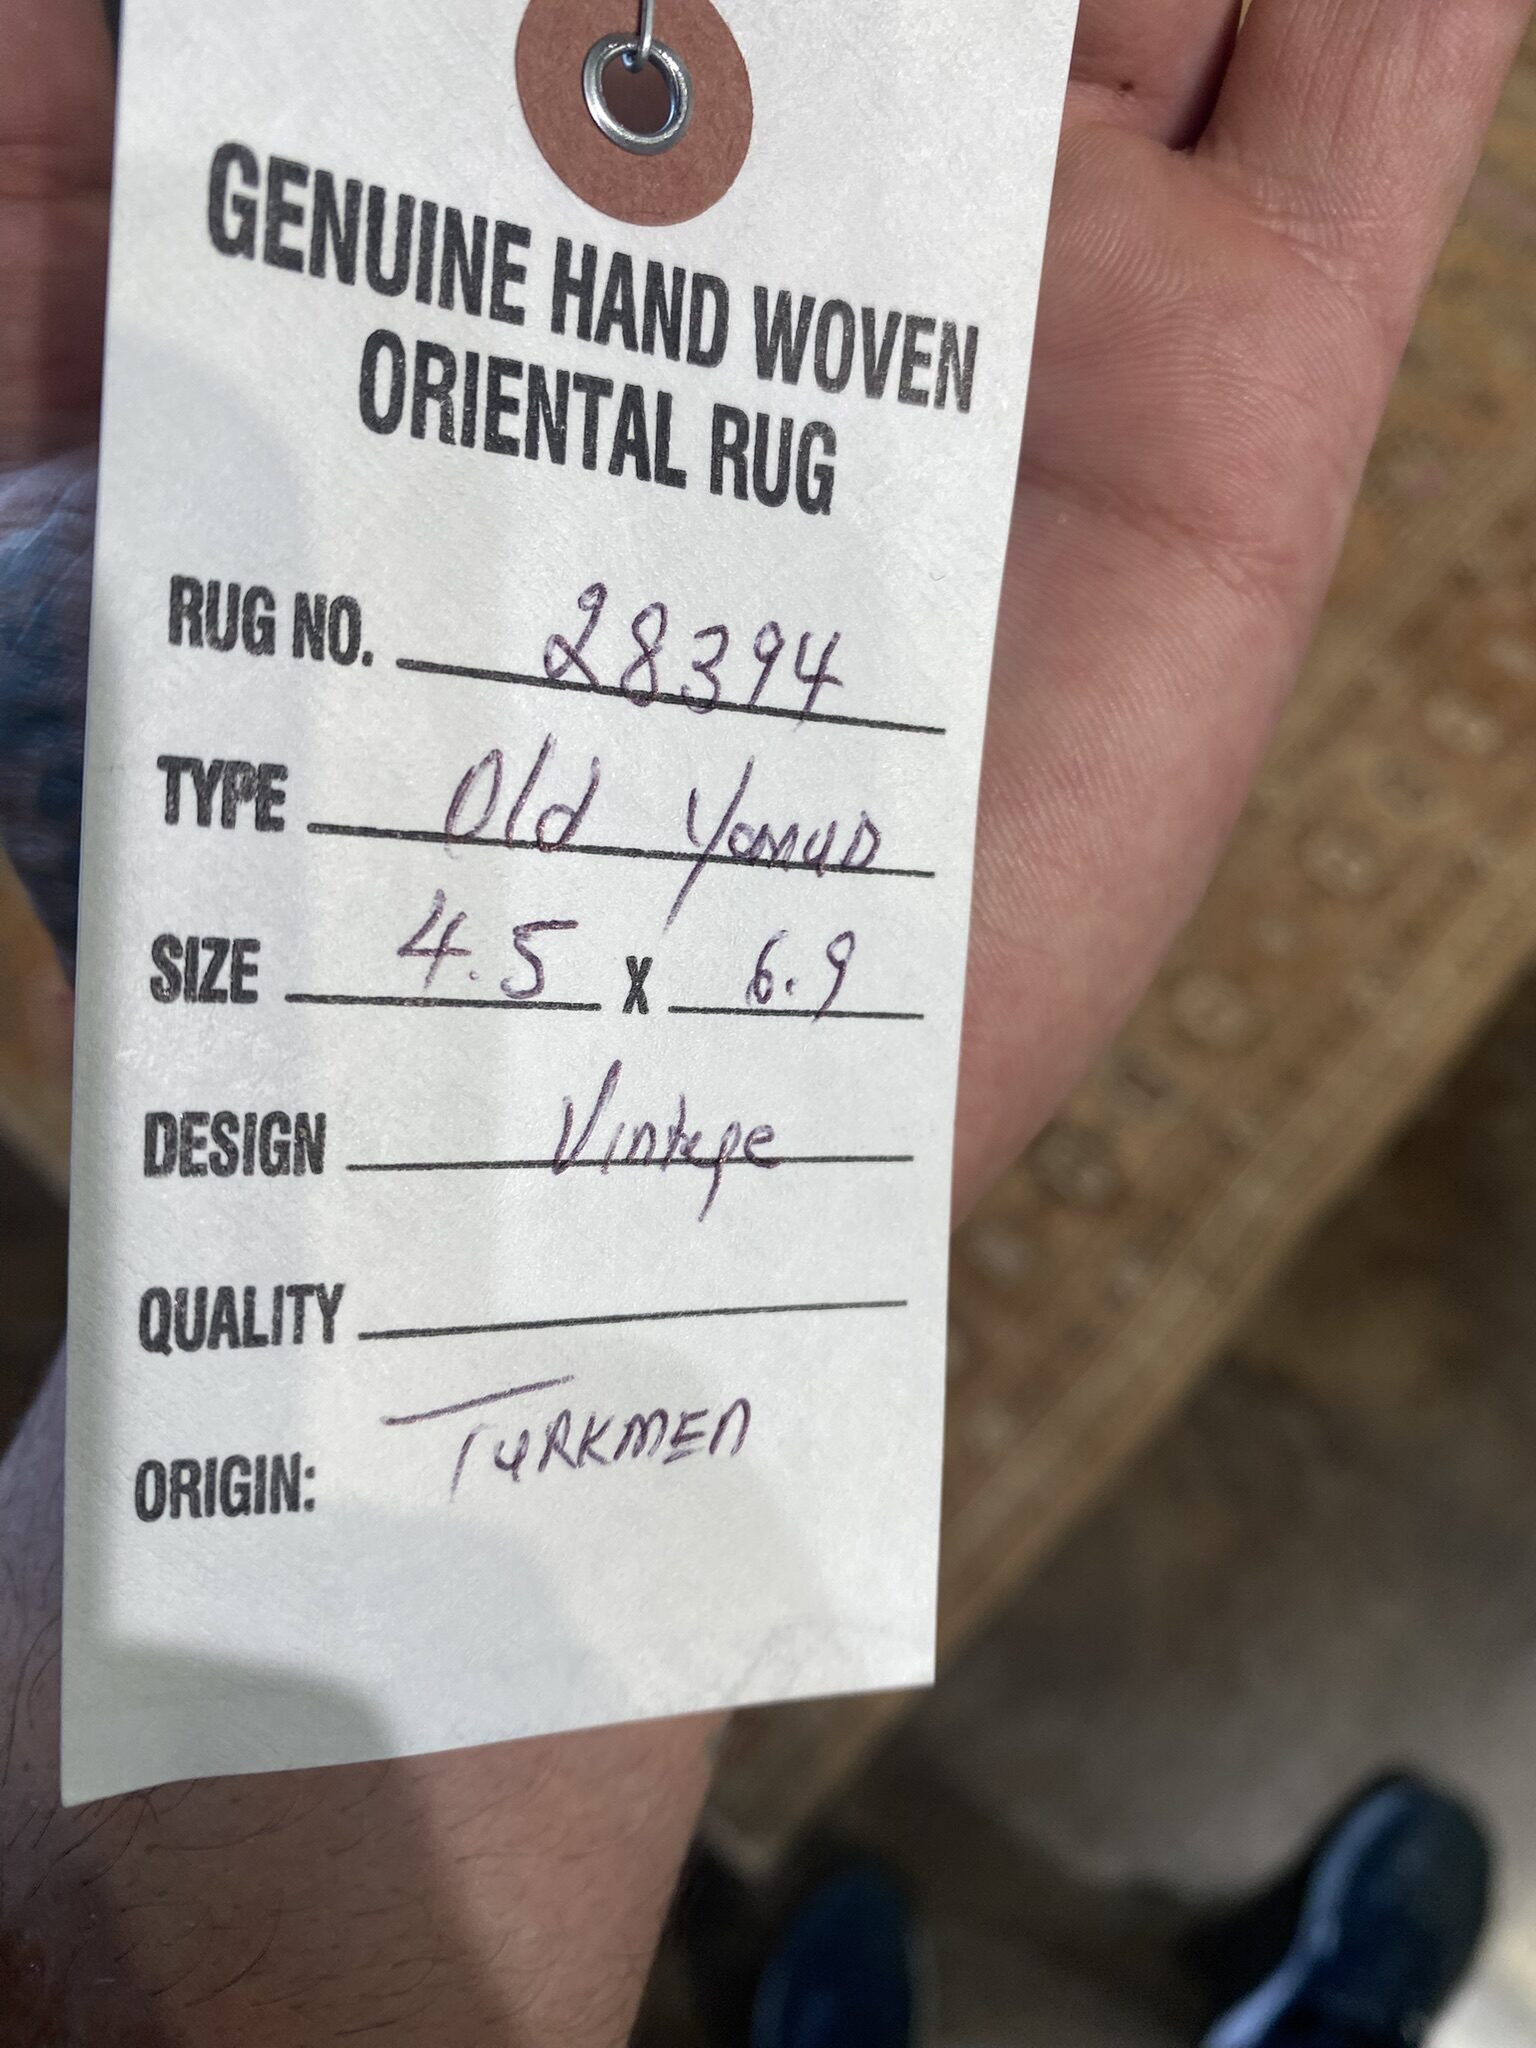 GENUINE HAND WOVEN
ORIENTAL RUG
RUG NO. 28394
TYPE Old Yomud
SIZE 4.5 X 6.9
DESIGN Vintage
QUALITY
ORIGIN: TURKMEN